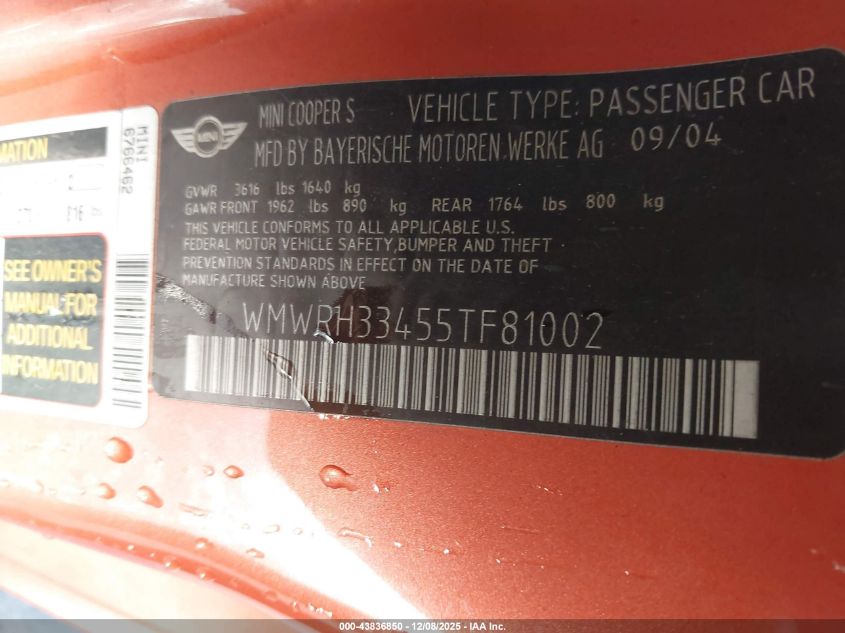 MINI
MINI COOPER S VEHICLE TYPE: PASSENGER CAR
MFD BY BAYERISCHE MOTOREN WERKE AG 09/04
GVWR 3616 lbs 1640 kg
GAWR FRONT 1962 lbs 890 kg REAR 1764 lbs 800 kg
THIS VEHICLE CONFORMS TO ALL APPLICABLE U.S.
FEDERAL MOTOR VEHICLE SAFETY,BUMPER AND THEFT
PREVENTION STANDARDS IN EFFECT ON THE DATE OF
MANUFACTURE SHOWN ABOVE
WMWRH33455TF81002
MINI
6766462
SEE OWNER'S
MANUAL FOR
ADDITIONAL
INFORMATION
000-43836850 - 12/08/2025 - IAA Inc.